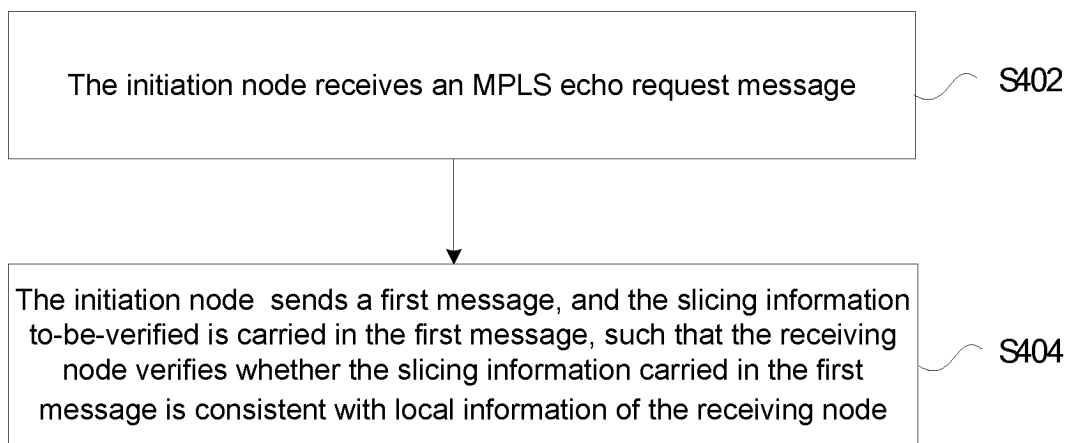 The initiation node receives an MPLS echo request message
S402
The initiation node sends a first message, and the slicing information
to-be-verified is carried in the first message, such that the receiving
node verifies whether the slicing information carried in the first
message is consistent with local information of the receiving node
S404